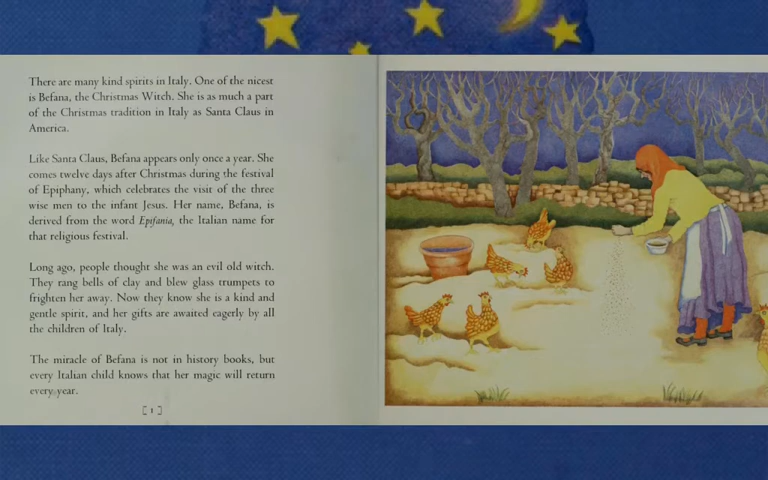 There are many kind spirits in Italy. One of the nicest
is Befana, the Christmas Witch. She is as much a part
of the Christmas tradition in Italy as Santa Claus in
America.
Like Santa Claus, Befana appears only once a year. She
comes twelve days after Christmas during the festival
of Epiphany, which celebrates the visit of the three
wise men to the infant Jesus. Her name, Befana, is
derived from the word Epifania, the Italian name for
that religious festival.
Long ago, people thought she was an evil old witch.
They rang bells of clay and blew glass trumpets to
frighten her away. Now they know she is a kind and
gentle spirit, and her gifts are awaited eagerly by all
the children of Italy.
The miracle of Befana is not in history books, but
every Italian child knows that her magic will return
every year.
[ 1 ]